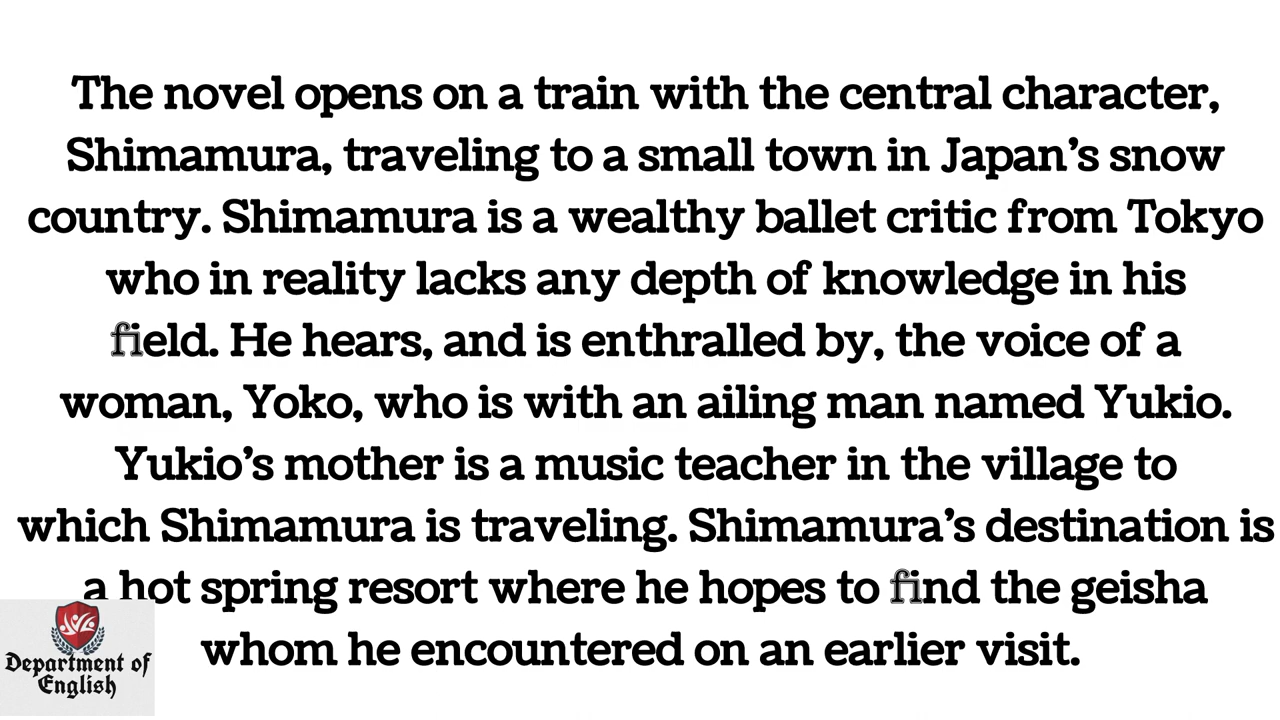 The novel opens on a train with the central character,
Shimamura, traveling to a small town in Japan’s snow
country. Shimamura is a wealthy ballet critic from Tokyo
who in reality lacks any depth of knowledge in his
field. He hears, and is enthralled by, the voice of a
woman, Yoko, who is with an ailing man named Yukio.
Yukio’s mother is a music teacher in the village to
which Shimamura is traveling. Shimamura’s destination is
a hot spring resort where he hopes to find the geisha
whom he encountered on an earlier visit.
Department of
English